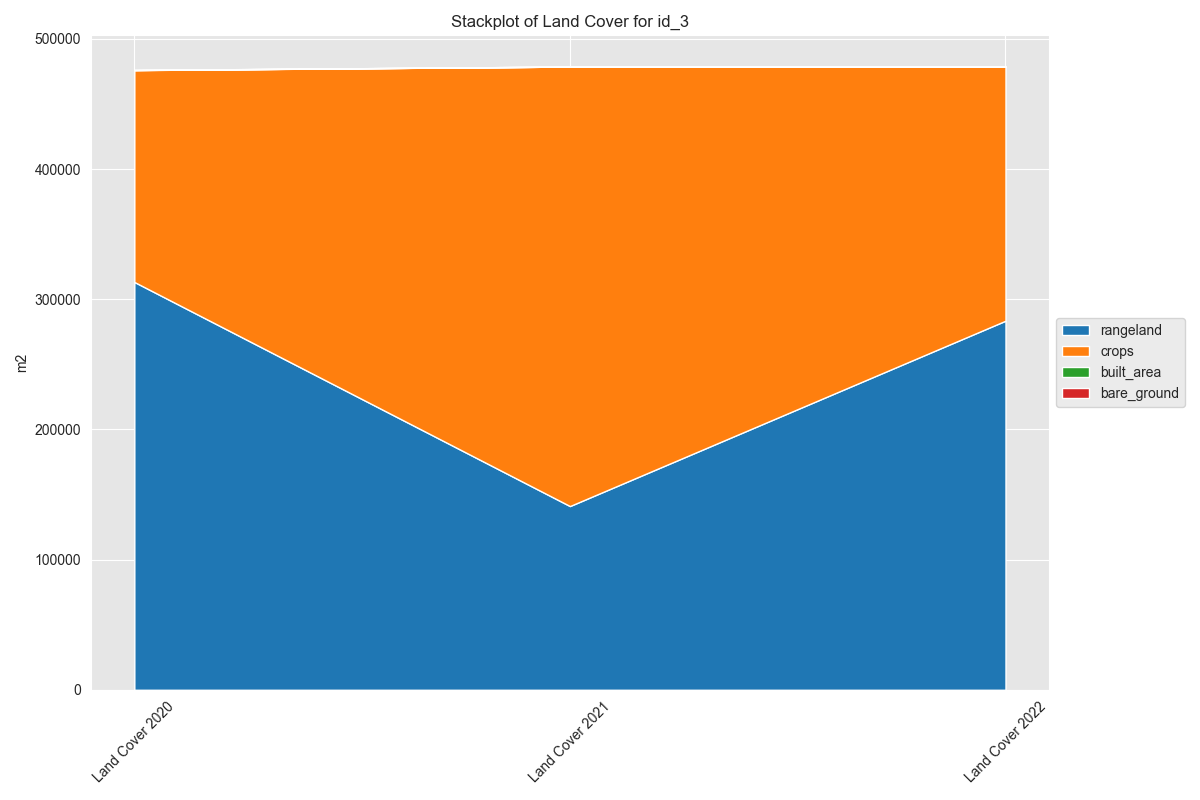 Stackplot of Land Cover for id_3
500000
400000
300000
200000
100000
0
m2
Land Cover 2020
Land Cover 2021
Land Cover 2022
rangeland
crops
built_area
bare_ground